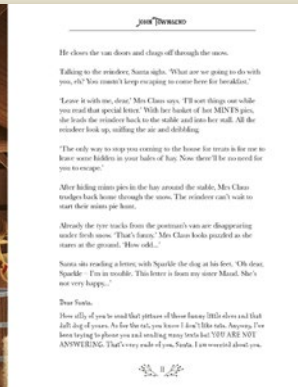 JOHN TOWNSEND
He closes the van doors and chugs off through the snow.
Talking to the reindeer, Santa sighs. 'What are we going to do with
you, eh? You mustn't keep escaping to come here for breakfast.'
'Leave it with me, dear,' Mrs Claus says. 'I'll sort things out while
you read that special letter.' With her basket of hot MINTS pies,
she leads the reindeer back to the stable and into her stall. All the
reindeer look up, sniffing the air and dribbling.
'The only way to stop you coming to the house for treats is for me to
leave some hidden in your bales of hay. Now there'll be no need for
you to escape.'
After hiding mints pies in the hay around the stable, Mrs Claus
trudges back home through the snow. The reindeer can't wait to
start their mints pie hunt.
Already the tyre tracks from the postman's van are disappearing
under fresh snow. 'That's funny,' Mrs Claus looks puzzled as she
stares at the ground. 'How odd...'
Santa sits reading a letter, with Sparkle the dog at his feet. 'Oh dear,
Sparkle – I'm in trouble. This letter is from my sister Maud. She's
not very happy...'
Dear Santa,
How silly of you to send that picture of those funny little elves and that
daft dog of yours. As for the cat, you know I don't like cats. Anyway, I've
been trying to phone you and sending many texts but YOU ARE NOT
ANSWERING. That's very rude of you, Santa. I am worried about you.